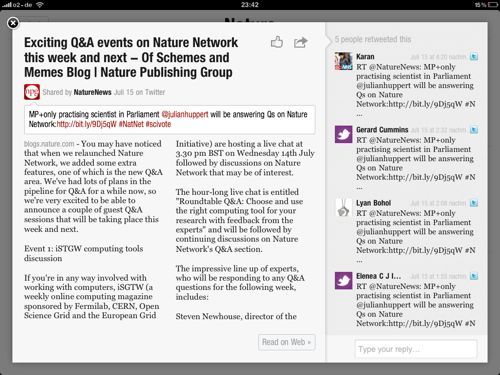 o2-de
23:42
15 %
Nature
Exciting Q&A events on Nature Network
this week and next – Of Schemes and
Memes Blog | Nature Publishing Group
Shared by NatureNews Jul 15 on Twitter
MP+only practising scientist in Parliament @julianhuppert will be answering Qs on Nature
Network:http://bit.ly/9Dj5qW #NatNet #scivote
blogs.nature.com - You may have noticed
that when we relaunched Nature
Network, we added some extra
features, one of which is the new Q&A
area. We've had lots of plans in the
pipeline for Q&A for a while now, so
we're very excited to be able to
announce a couple of guest Q&A
sessions that will be taking place this
week and next.
Event 1: iSTGW computing tools
discussion
If you're in any way involved with
working with computers, iSGTW (a
weekly online computing magazine
sponsored by Fermilab, CERN, Open
Science Grid and the European Grid
Initiative) are hosting a live chat at
3.30 pm BST on Wednesday 14th July
followed by discussions on Nature
Network that may be of interest.
The hour-long live chat is entitled
"Roundtable Q&A: Choose and use
the right computing tool for your
research with feedback from the
experts" and will be followed by
continuing discussions on Nature
Network's Q&A section.
The impressive line up of experts,
who will be responding to any Q&A
questions for the following week,
includes:
Steven Newhouse, director of the
Read on Web »
5 people retweeted this
Karan
Jul 15 at 4:20 nachm.
RT @NatureNews: MP+only
practising scientist in Parliament
@julianhuppert will be answering
Qs on Nature
Network:http://bit.ly/9Dj5qW #N
...
Gerard Cummins
Jul 15 at 2:38 nachm.
RT @NatureNews: MP+only
practising scientist in Parliament
@julianhuppert will be answering
Qs on Nature
Network:http://bit.ly/9Dj5qW #N
...
Lyan Bohol
Jul 15 at 2:08 nachm.
RT @NatureNews: MP+only
practising scientist in Parliament
@julianhuppert will be answering
Qs on Nature
Network:http://bit.ly/9Dj5qW #N
...
Elenea C J I...
Jul 15 at 1:55 nachm.
RT @NatureNews: MP+only
practising scientist in Parliament
@julianhuppert will be answering
Qs on Nature
Network:http://bit.ly/9Dj5qW #N
Type your reply...